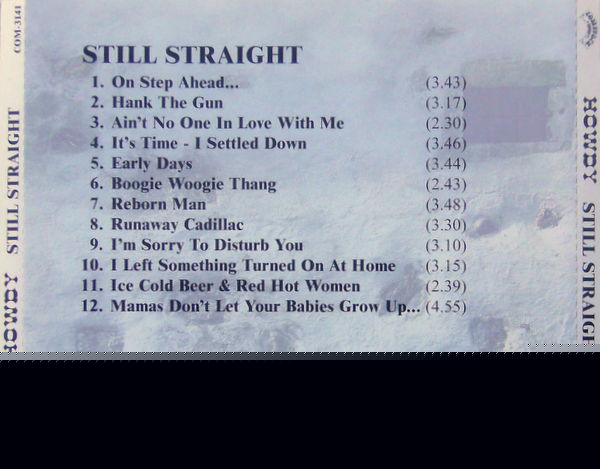 COM-3141
STILL STRAIGHT
HOWDY
STILL STRAIGHT
1. On Step Ahead... (3.43)
2. Hank The Gun (3.17)
3. Ain't No One In Love With Me (2.30)
4. It's Time - I Settled Down (3.46)
5. Early Days (3.44)
6. Boogie Woogie Thang (2.43)
7. Reborn Man (3.48)
8. Runaway Cadillac (3.30)
9. I'm Sorry To Disturb You (3.10)
10. I Left Something Turned On At Home (3.15)
11. Ice Cold Beer & Red Hot Women (2.39)
12. Mamas Don't Let Your Babies Grow Up... (4.55)
HOWDY
STILL STRAIGH